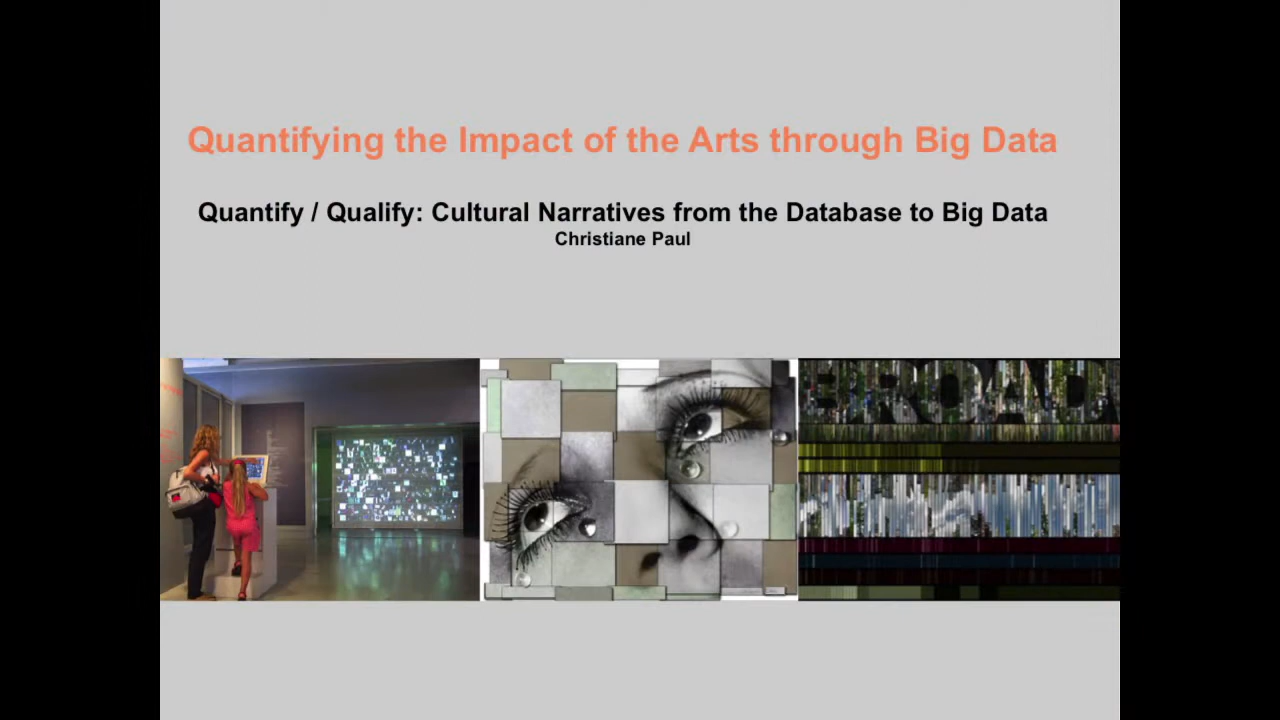 Quantifying the Impact of the Arts through Big Data
Quantify / Qualify: Cultural Narratives from the Database to Big Data
Christiane Paul
BROAD